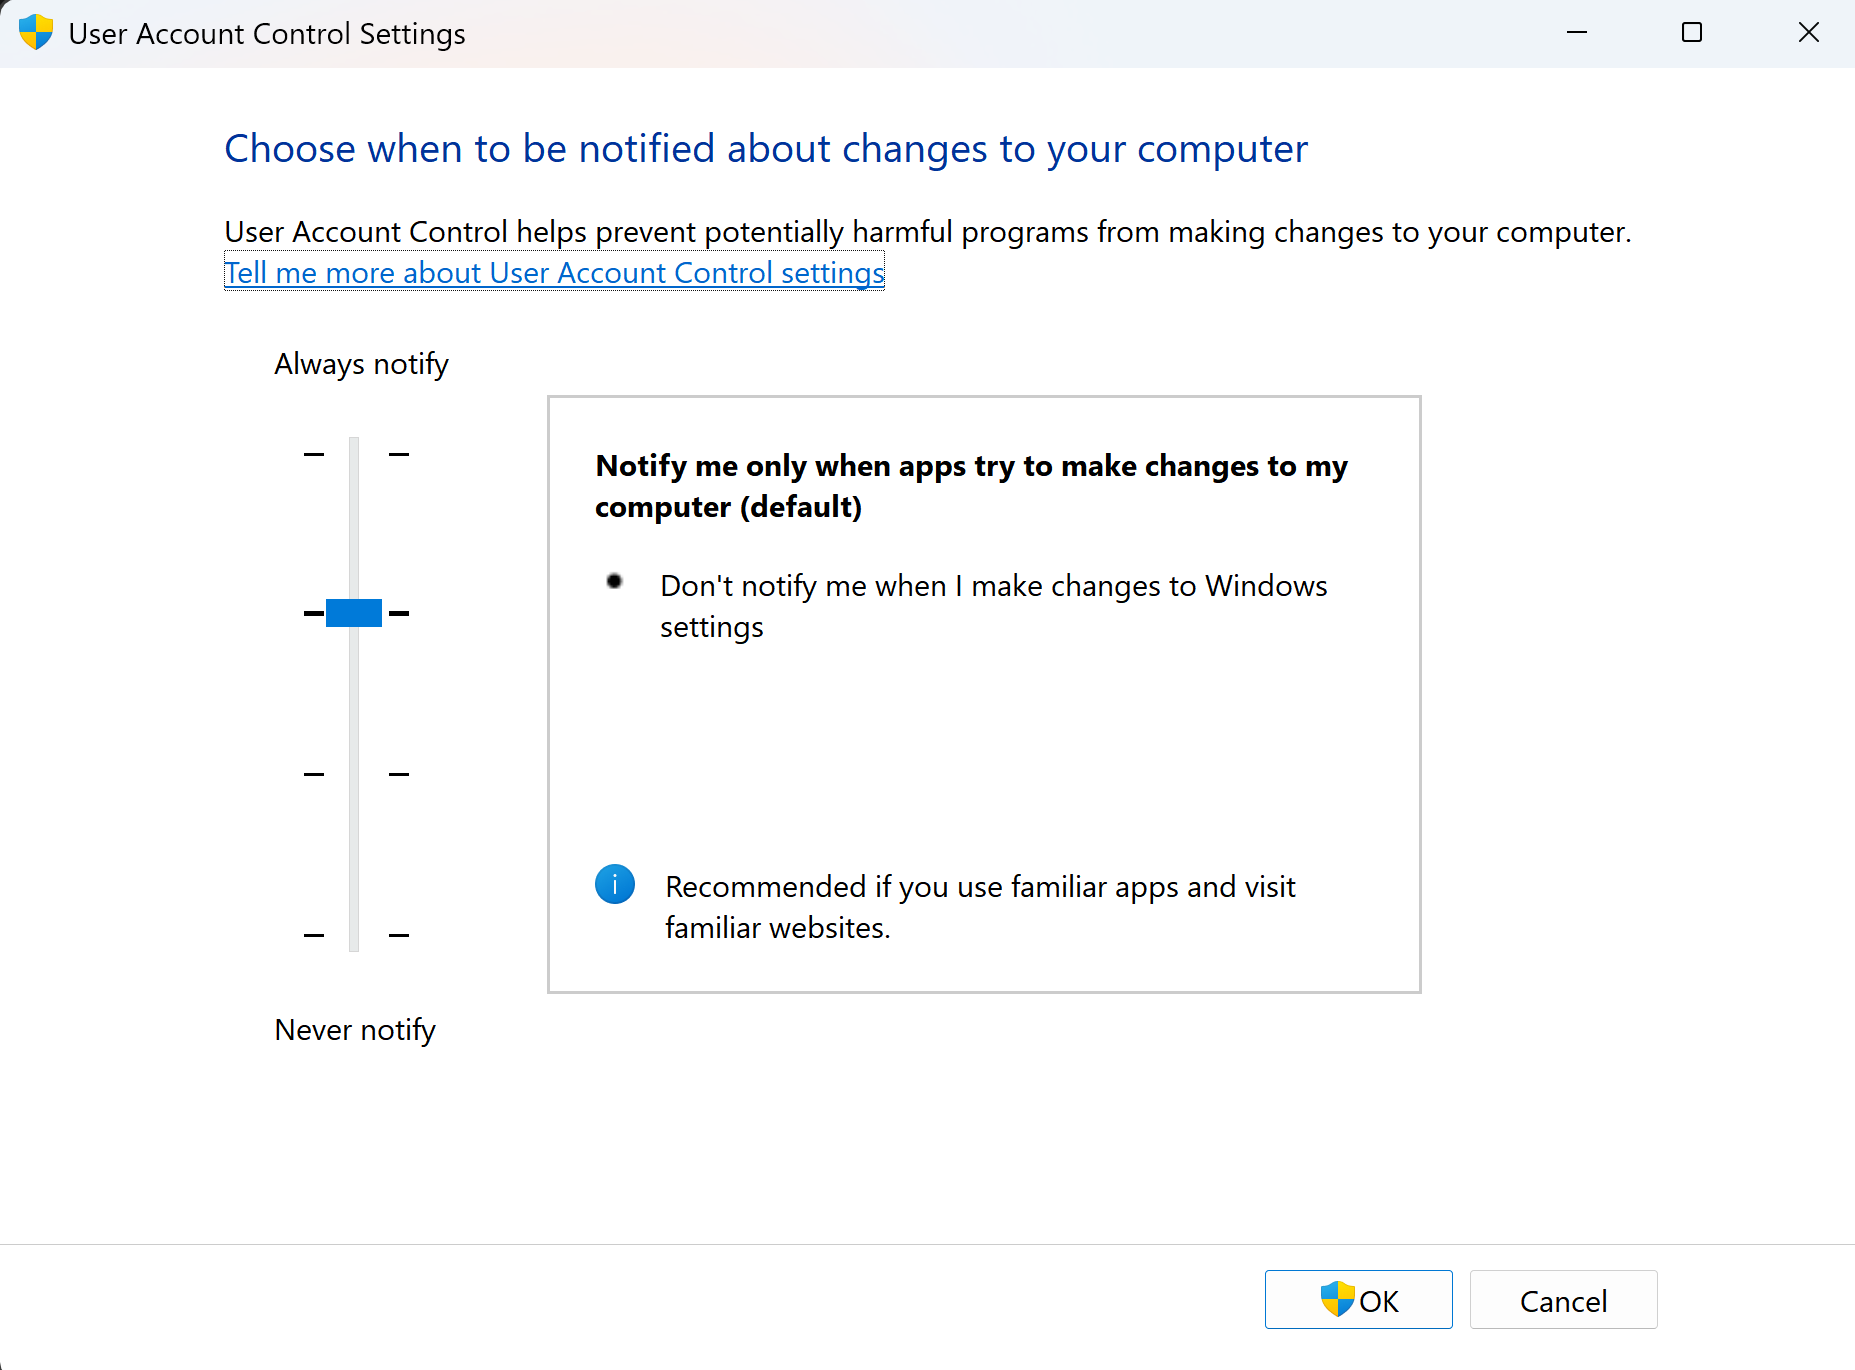 User Account Control Settings
Choose when to be notified about changes to your computer
User Account Control helps prevent potentially harmful programs from making changes to your computer.
Tell me more about User Account Control settings
Always notify
Notify me only when apps try to make changes to my
computer (default)
Don't notify me when I make changes to Windows
settings
Recommended if you use familiar apps and visit
familiar websites.
Never notify
OK
Cancel